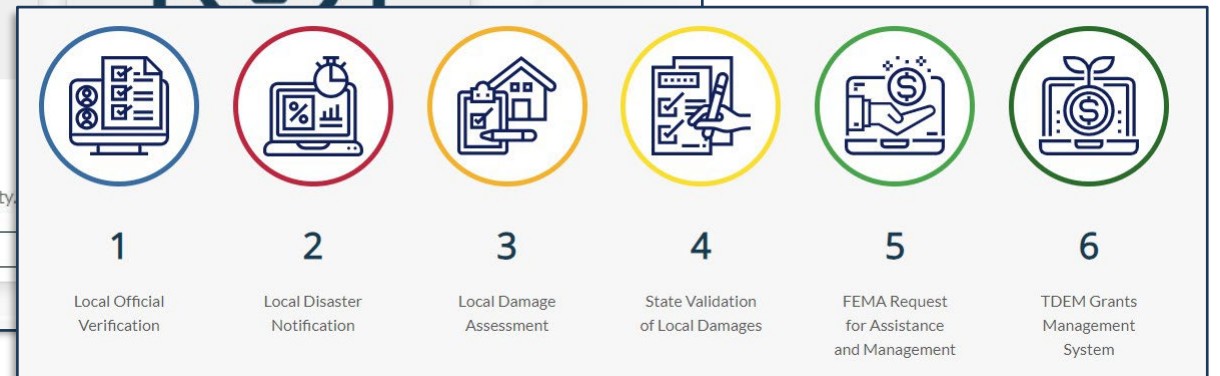 ty.
1
Local Official
Verification
2
Local Disaster
Notification
3
Local Damage
Assessment
4
State Validation
of Local Damages
5
FEMA Request
for Assistance
and Management
6
TDEM Grants
Management
System